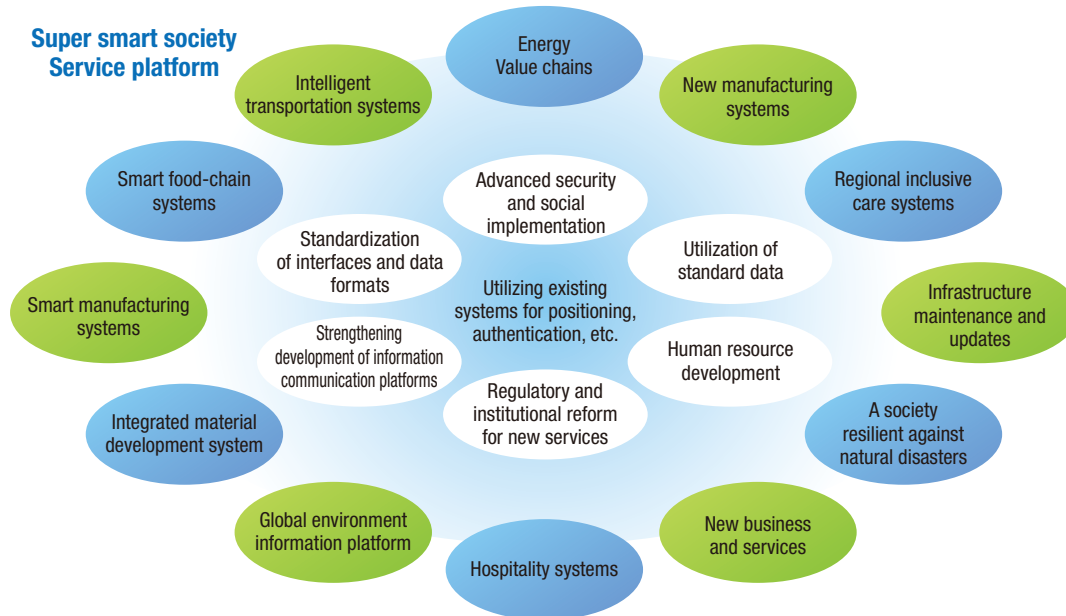 Super smart society
Service platform
Energy
Value chains
Intelligent
transportation systems
New manufacturing
systems
Smart food-chain
systems
Regional inclusive
care systems
Advanced security
and social
implementation
Standardization
of interfaces and data
formats
Utilization of
standard data
Utilizing existing
systems for positioning,
authentication, etc.
Smart manufacturing
systems
Infrastructure
maintenance and
updates
Strengthening
development of information
communication platforms
Human resource
development
Regulatory and
institutional reform
for new services
Integrated material
development system
A society
resilient against
natural disasters
Global environment
information platform
New business
and services
Hospitality systems